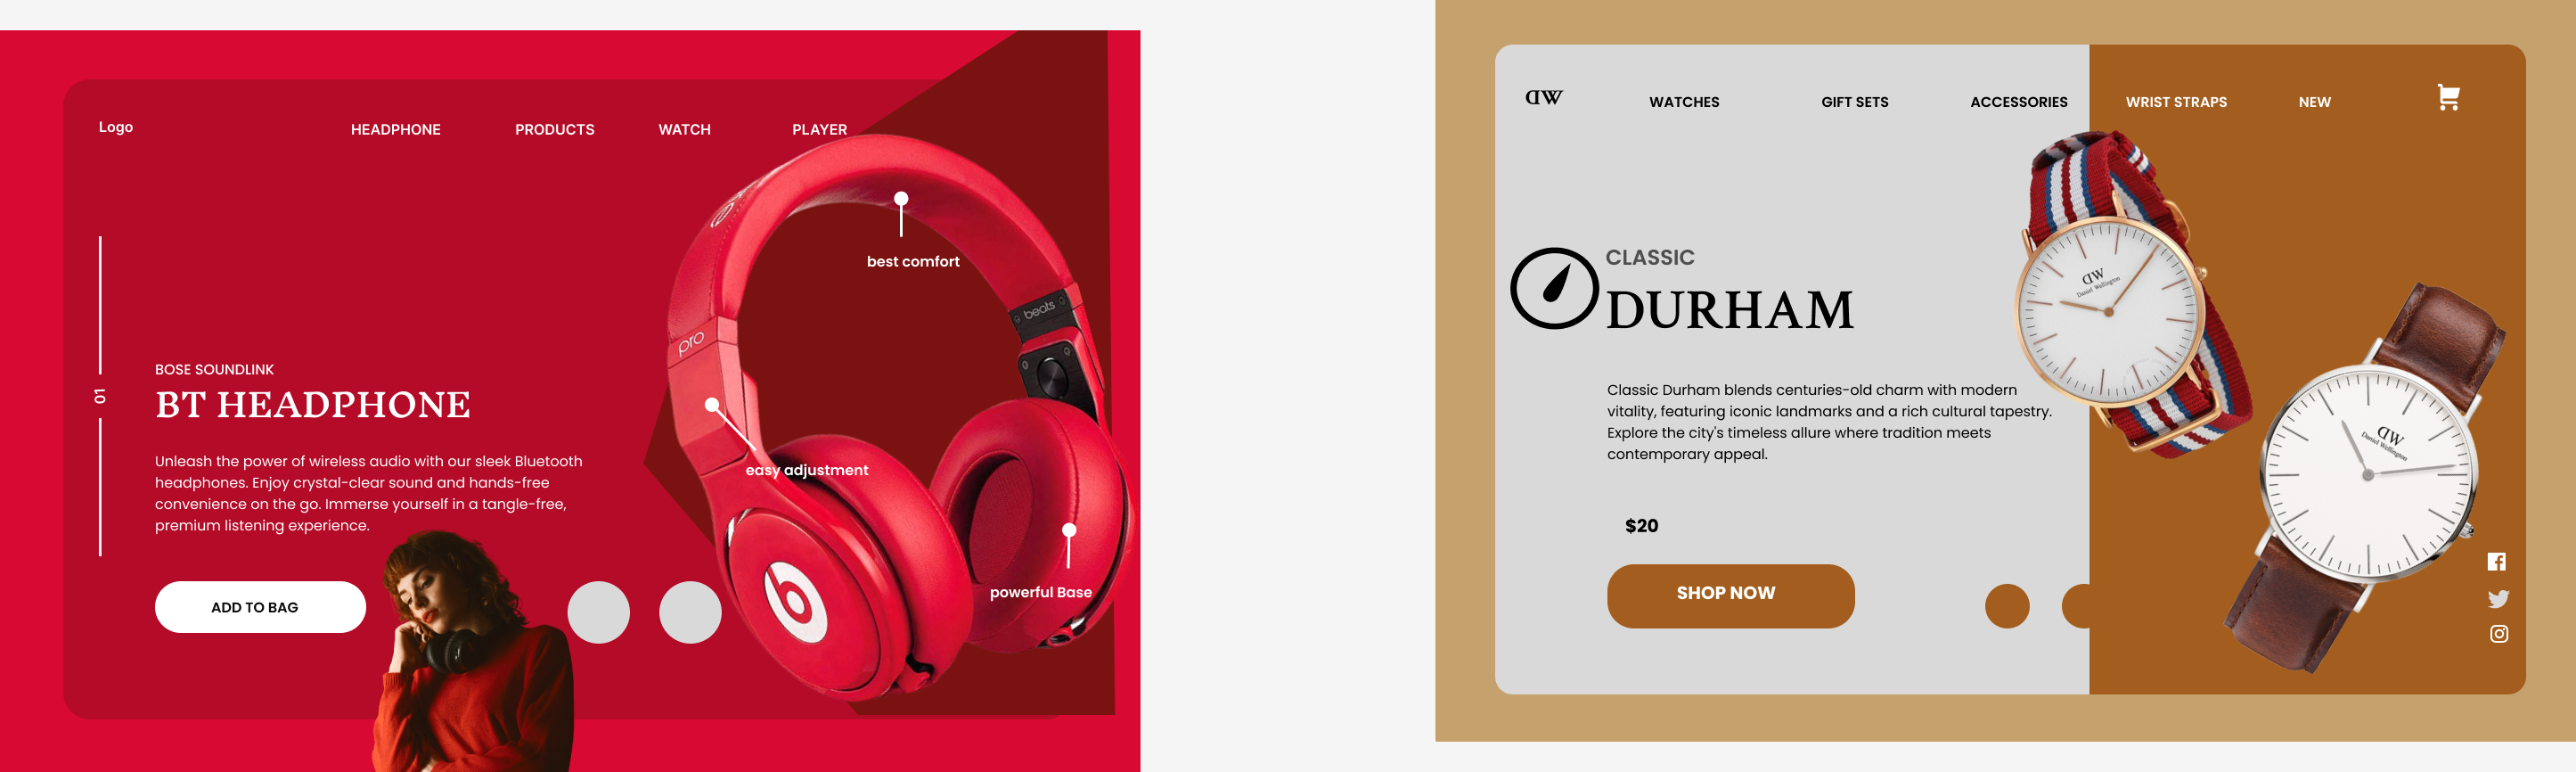 Logo
HEADPHONE
PRODUCTS
WATCH
PLAYER
best comfort
beats
pro
01
BOSE SOUNDLINK
BT HEADPHONE
easy adjustment
Unleash the power of wireless audio with our sleek Bluetooth
headphones. Enjoy crystal-clear sound and hands-free
convenience on the go. Immerse yourself in a tangle-free,
premium listening experience.
powerful Base
ADD TO BAG
b
DW
WATCHES
GIFT SETS
ACCESSORIES
WRIST STRAPS
NEW
CLASSIC
DURHAM
DW
Daniel Wellington
Classic Durham blends centuries-old charm with modern
vitality, featuring iconic landmarks and a rich cultural tapestry.
Explore the city's timeless allure where tradition meets
contemporary appeal.
DW
Daniel Wellington
$20
SHOP NOW